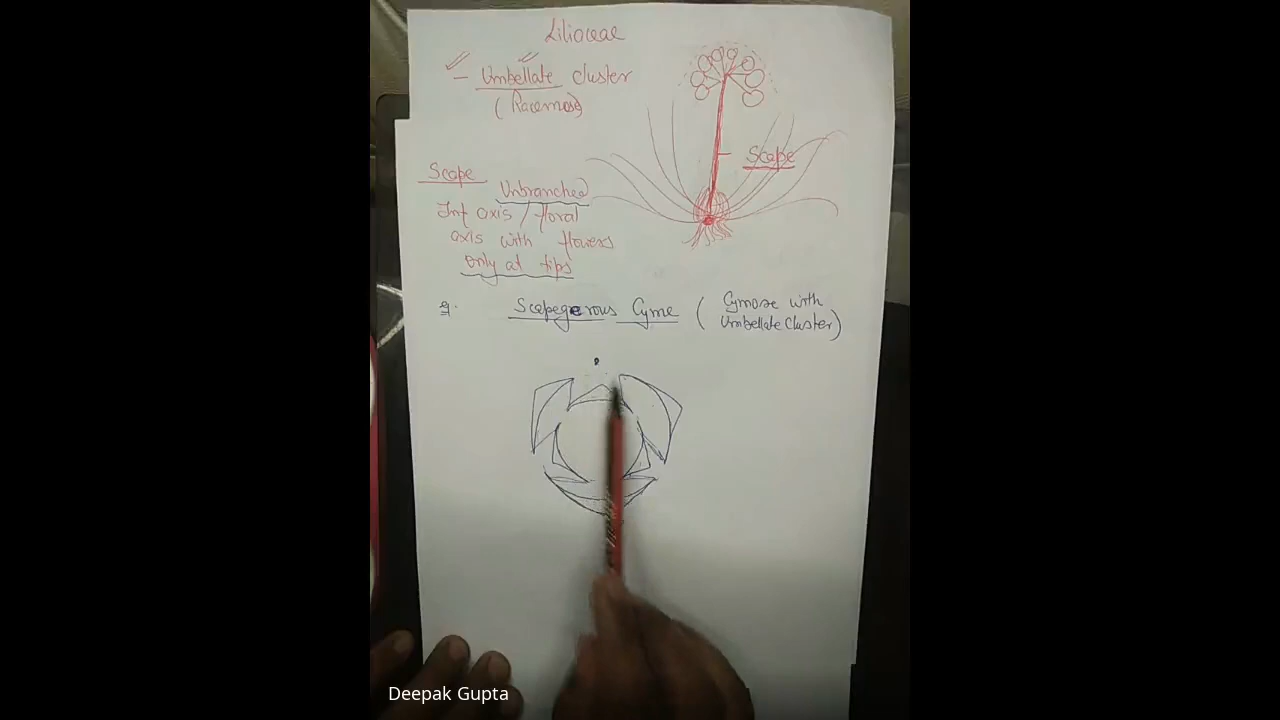 Liliaceae
– Umbellate cluster
(Racemose)
Scape
Scape
Unbranched
Inf axis / floral
axis with flowers
only at tips
Scapegerous Cyme (Cymose with
Umbellate Cluster)
Deepak Gupta